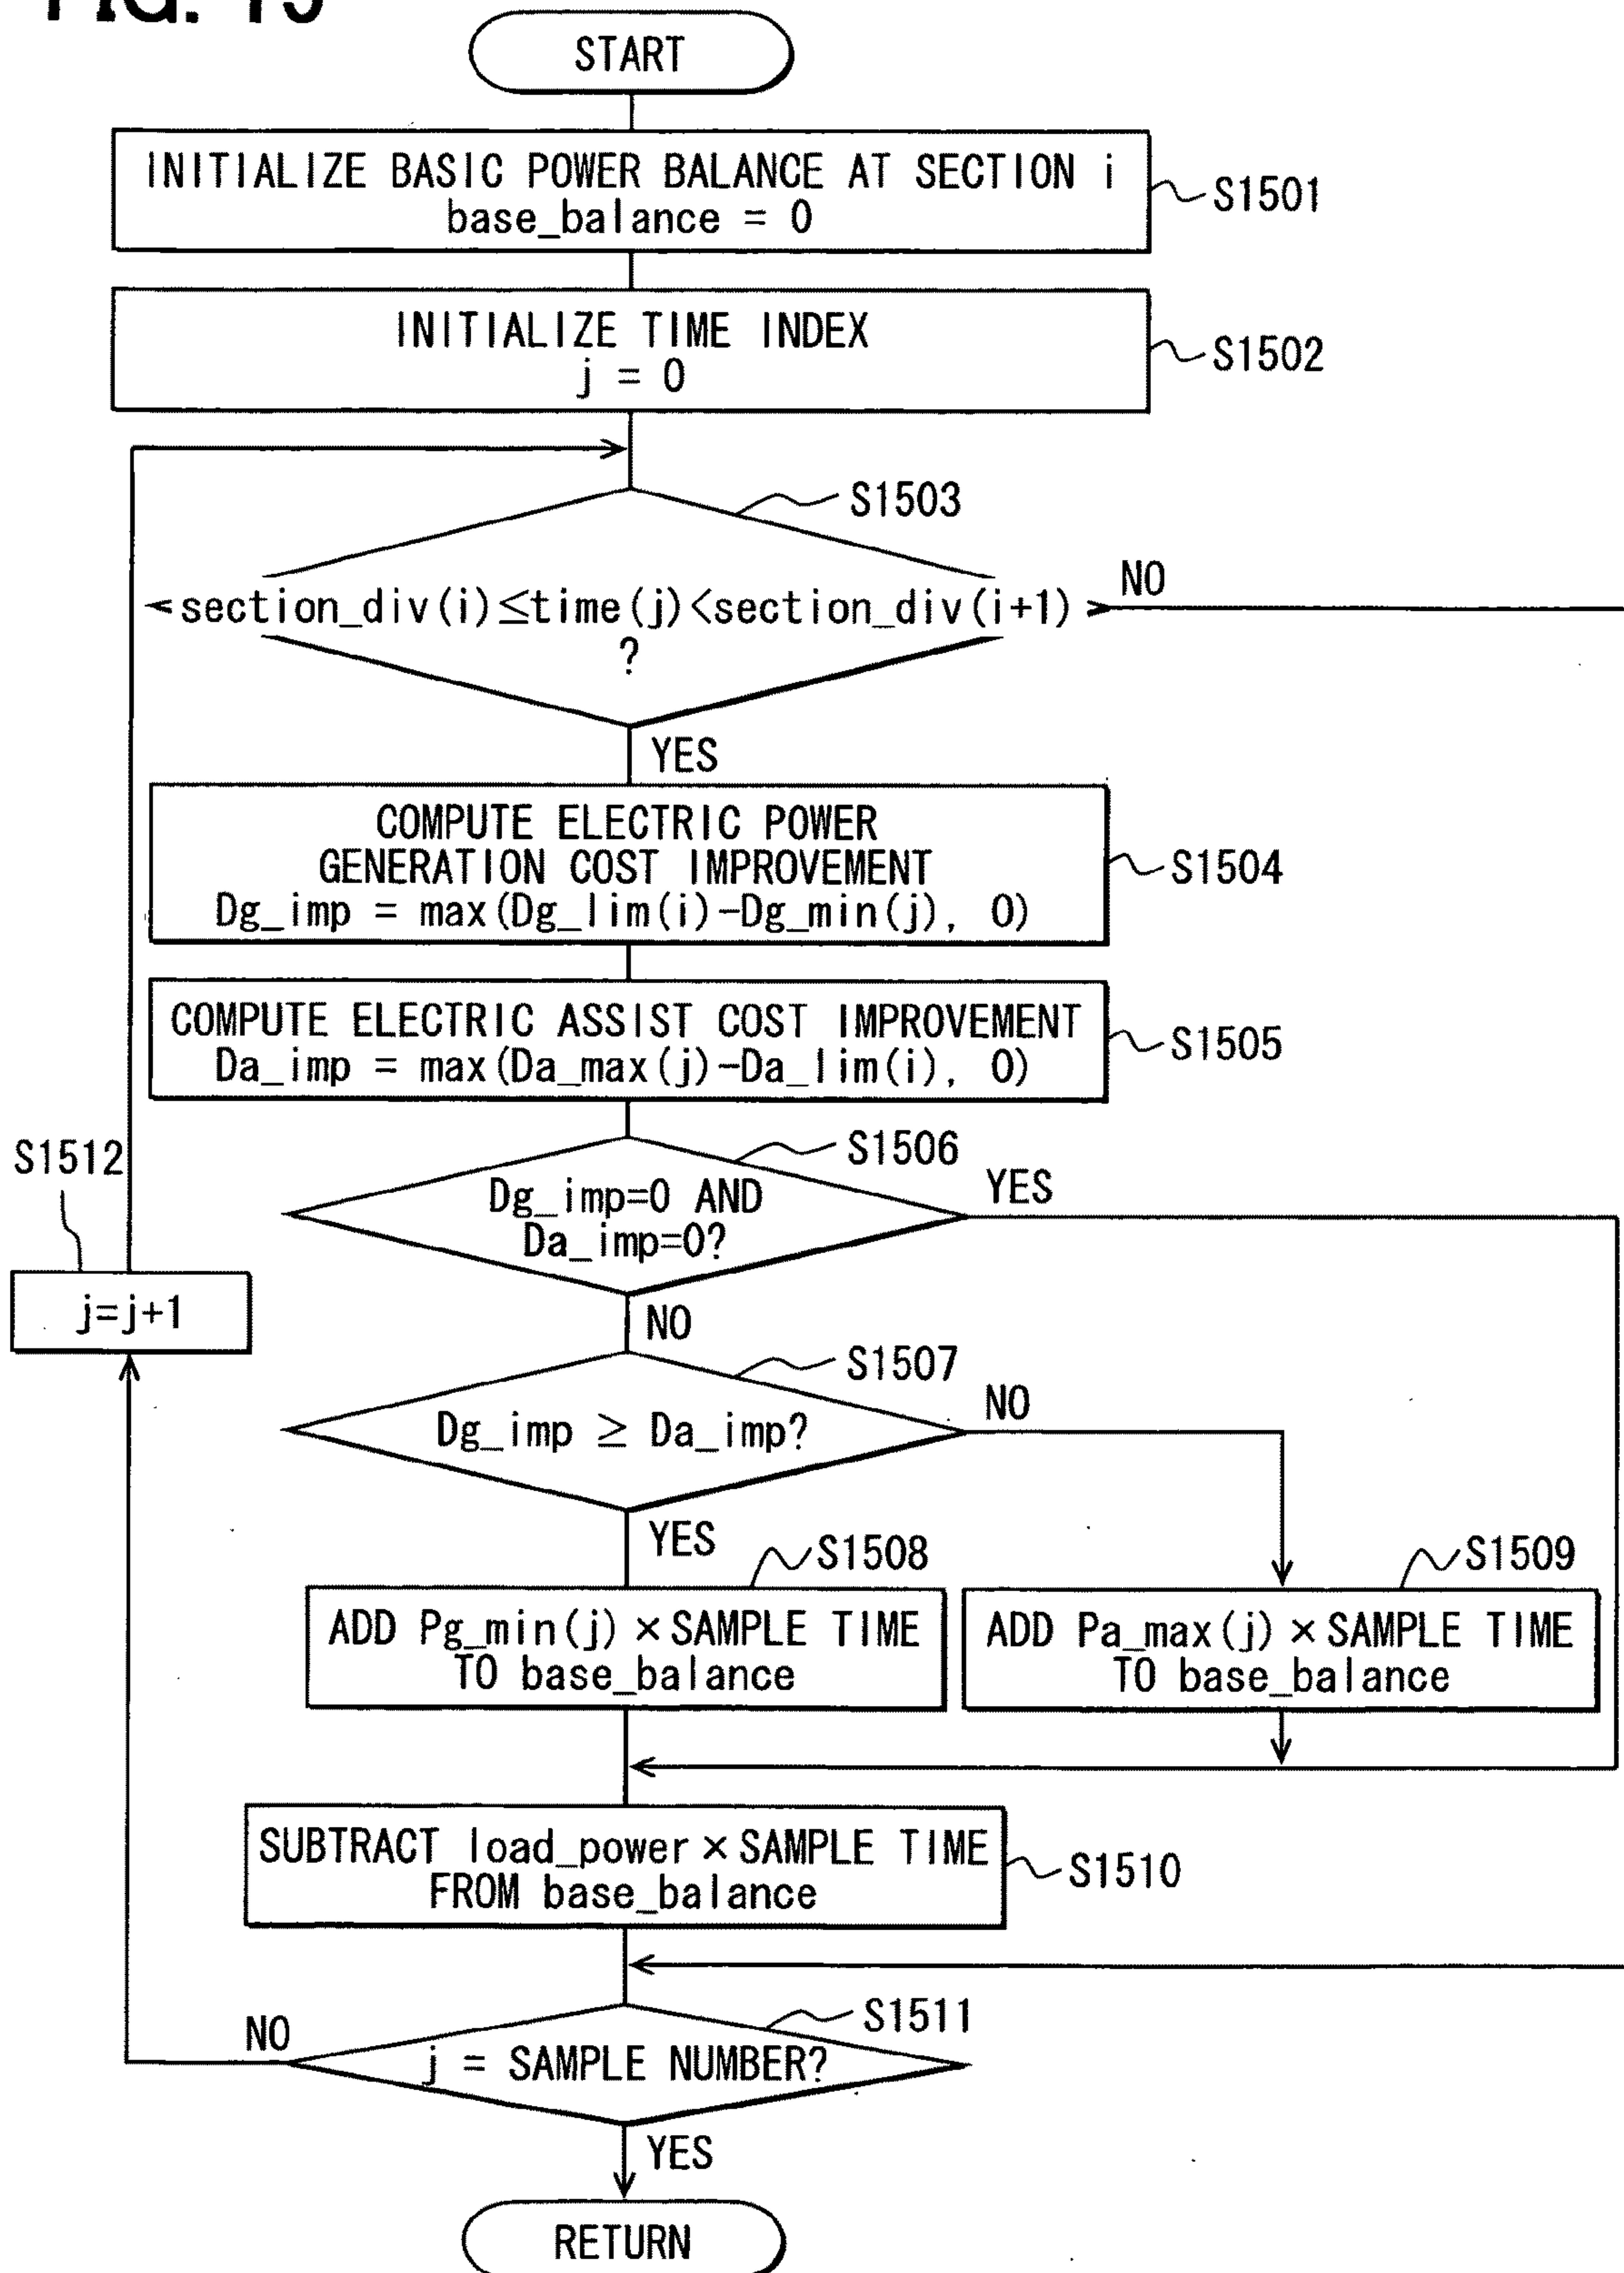 START
INITIALIZE BASIC POWER BALANCE AT SECTION i
base_balance = 0
S1501
INITIALIZE TIME INDEX
j = 0
S1502
S1503
section_div(i)≤time(j)<section_div(i+1)
?
NO
YES
COMPUTE ELECTRIC POWER
GENERATION COST IMPROVEMENT
Dg_imp = max(Dg_lim(i)-Dg_min(j), 0)
S1504
COMPUTE ELECTRIC ASSIST COST IMPROVEMENT
Da_imp = max(Da_max(j)-Da_lim(i), 0)
S1505
S1512
j=j+1
S1506
Dg_imp=0 AND
Da_imp=0?
YES
NO
S1507
Dg_imp ≥ Da_imp?
NO
YES
S1508
ADD Pg_min(j)×SAMPLE TIME
TO base_balance
S1509
ADD Pa_max(j)×SAMPLE TIME
TO base_balance
SUBTRACT load_power×SAMPLE TIME
FROM base_balance
S1510
S1511
j = SAMPLE NUMBER?
NO
YES
RETURN